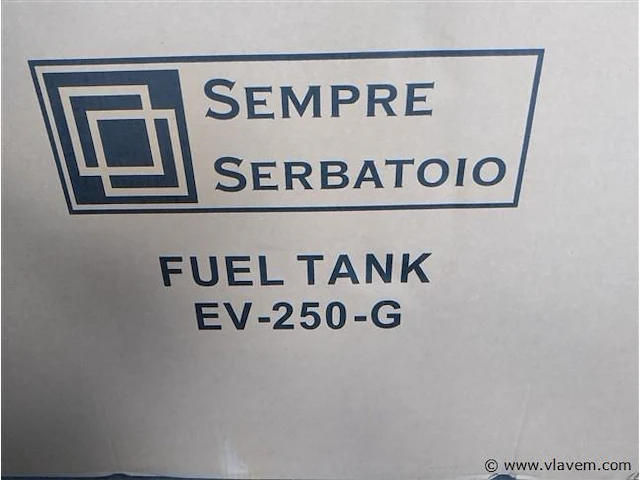 SEMPRE
SERBATOIO
FUEL TANK
EV-250-G
© www.vlavem.com